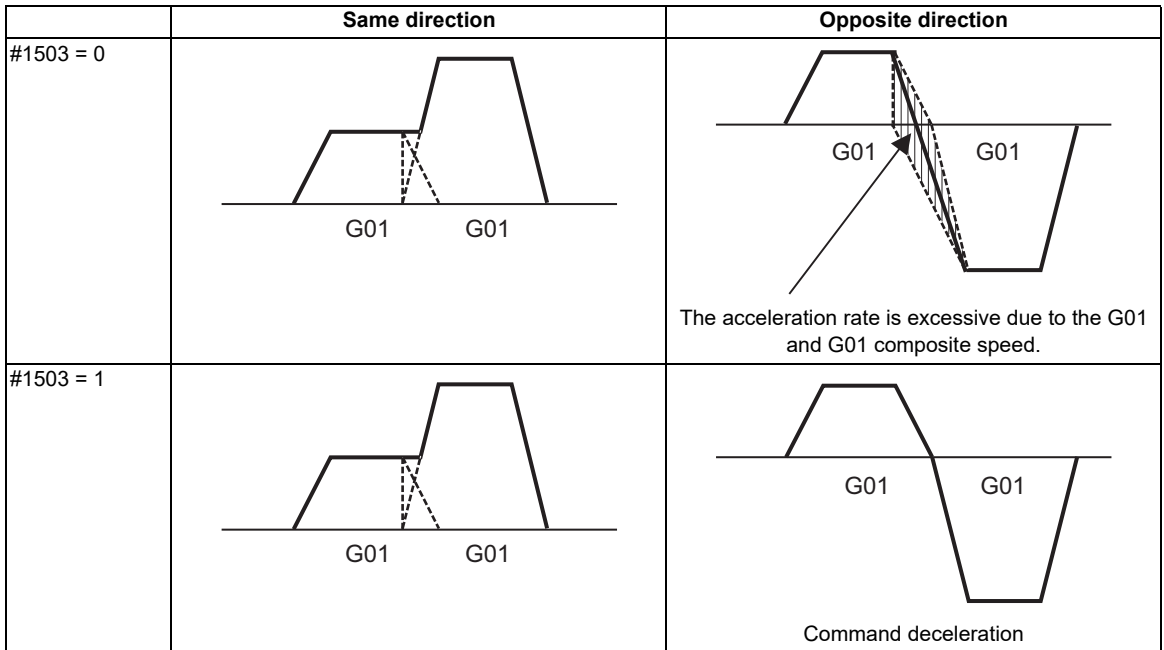 Same direction
Opposite direction
#1503 = 0
G01
G01
G01
G01
The acceleration rate is excessive due to the G01
and G01 composite speed.
#1503 = 1
G01
G01
G01
G01
Command deceleration